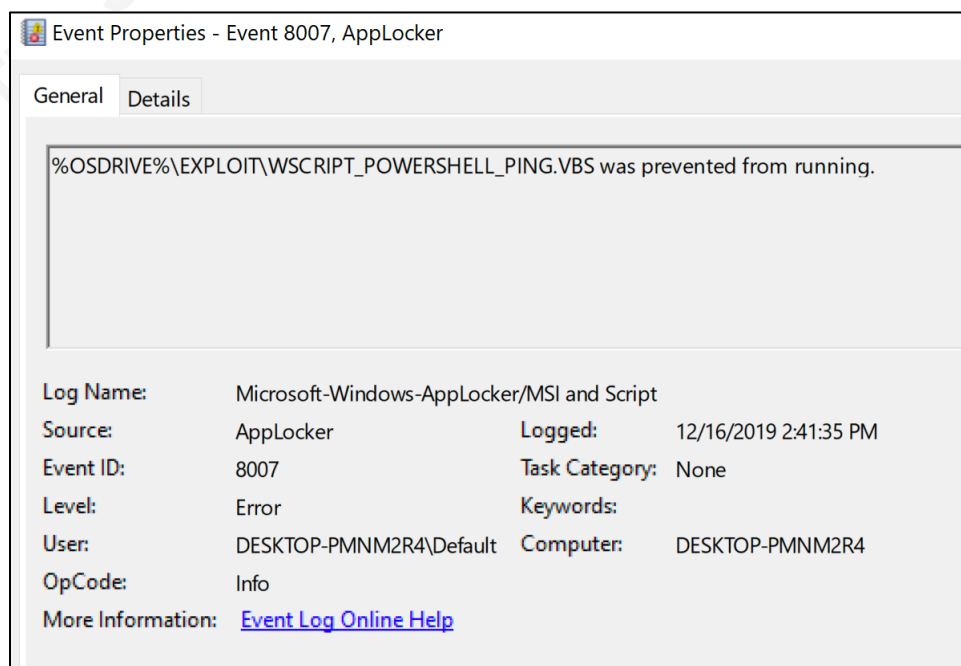 Event Properties - Event 8007, AppLocker
General Details
%OSDRIVE%\EXPLOIT\WSCRIPT_POWERSHELL_PING.VBS was prevented from running.
Log Name: Microsoft-Windows-AppLocker/MSI and Script
Source: AppLocker Logged: 12/16/2019 2:41:35 PM
Event ID: 8007 Task Category: None
Level: Error Keywords:
User: DESKTOP-PMNM2R4\Default Computer: DESKTOP-PMNM2R4
OpCode: Info
More Information: Event Log Online Help